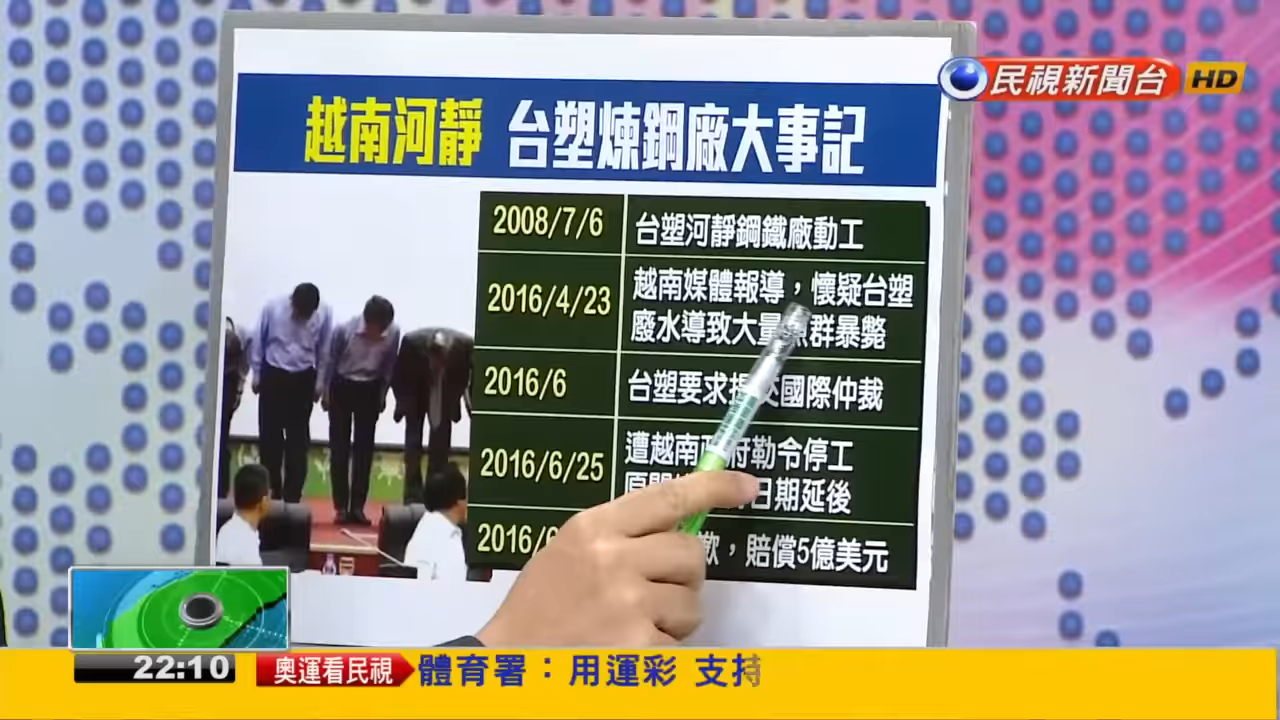 民視新聞台 HD
越南河靜 台塑煉鋼廠大事記
2008/7/6 台塑河靜鋼鐵廠動工
2016/4/23 越南媒體報導，懷疑台塑
廢水導致大量魚群暴斃
2016/6 台塑要求提交國際仲裁
2016/6/25 遭越南政府勒令停工
日期延後
2016/ 歉，賠償5億美元
22:10 奧運看民視 體育署：用運彩 支持